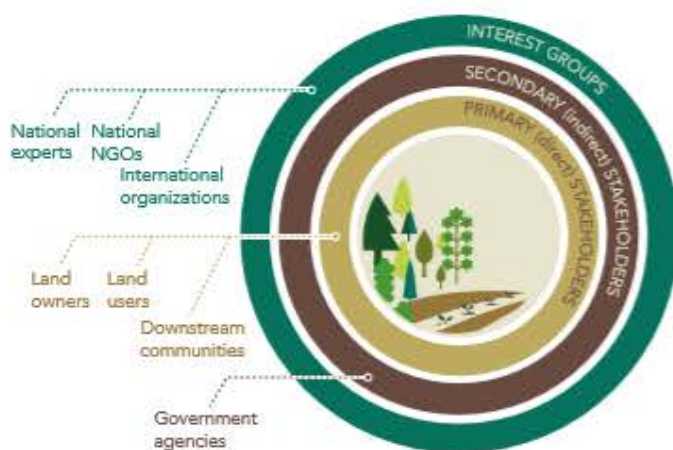 INTEREST GROUPS
SECONDARY (indirect) STAKEHOLDERS
PRIMARY (direct) STAKEHOLDERS
National
experts
National
NGOs
International
organizations
Land
owners
Land
users
Downstream
communities
Government
agencies